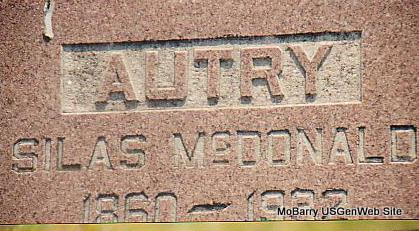 AUTRY
SILAS McDONALD
1860 -
MoBarry USGenWeb Site